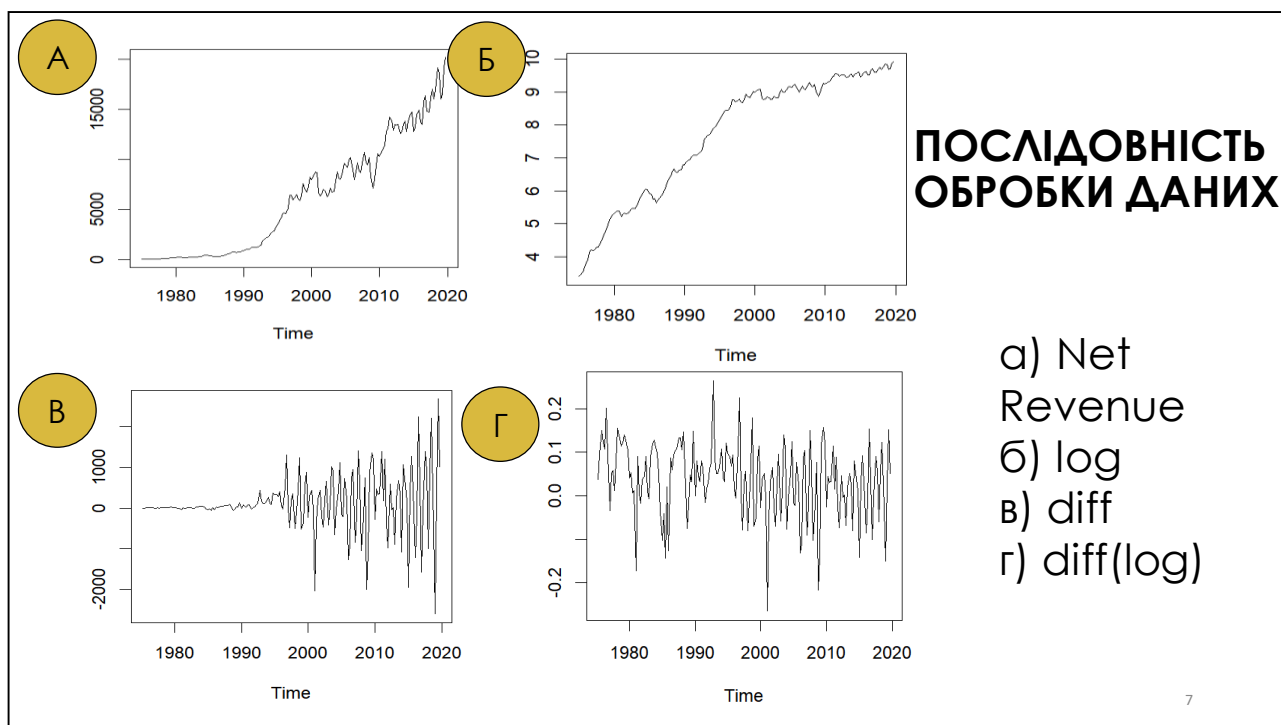 А
15000
5000
0
1980 1990 2000 2010 2020
Time
Б
10
9
8
7
6
5
4
1980 1990 2000 2010 2020
Time
ПОСЛІДОВНІСТЬ
ОБРОБКИ ДАНИХ
В
1000
0
-2000
1980 1990 2000 2010 2020
Time
Г
0.2
0.1
0.0
-0.2
1980 1990 2000 2010 2020
Time
а) Net
Revenue
б) log
в) diff
г) diff(log)
7